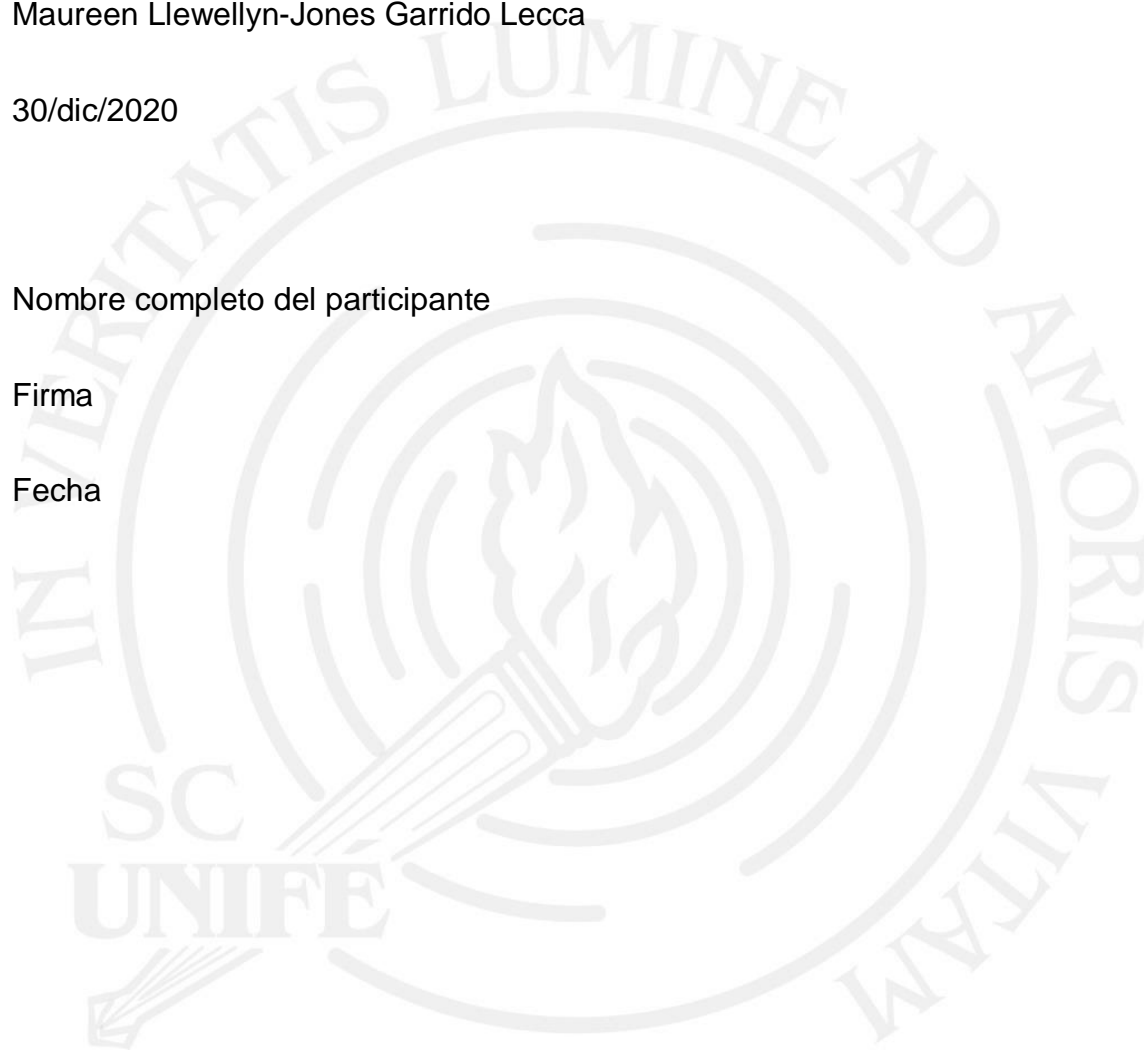 Maureen Llewellyn-Jones Garrido Lecca
30/dic/2020
Nombre completo del participante
Firma
Fecha
IN VERITATIS LUMINE AD AMORIS VITAM
SC
UNIFÉ